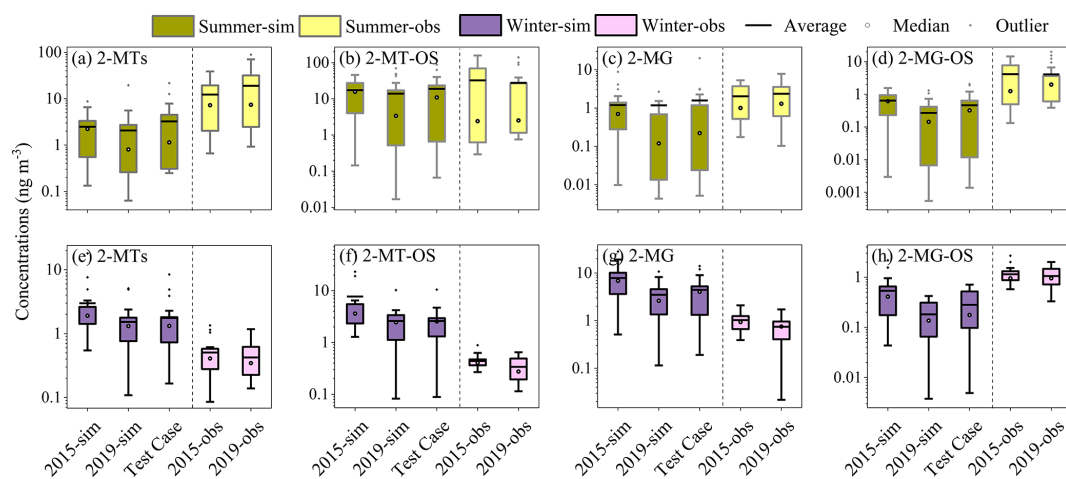 Summer-sim Summer-obs Winter-sim Winter-obs Average Median Outlier
Concentrations (ng m⁻³)
(a) 2-MTs
100
10
1
0.1
(b) 2-MT-OS
100
10
1
0.1
0.01
(c) 2-MG
10
1
0.1
0.01
(d) 2-MG-OS
10
1
0.1
0.01
0.001
(e) 2-MTs
10
1
0.1
(f) 2-MT-OS
10
1
0.1
(g) 2-MG
10
1
0.1
(h) 2-MG-OS
1
0.1
0.01
2015-sim 2019-sim Test Case 2015-obs 2019-obs
2015-sim 2019-sim Test Case 2015-obs 2019-obs
2015-sim 2019-sim Test Case 2015-obs 2019-obs
2015-sim 2019-sim Test Case 2015-obs 2019-obs